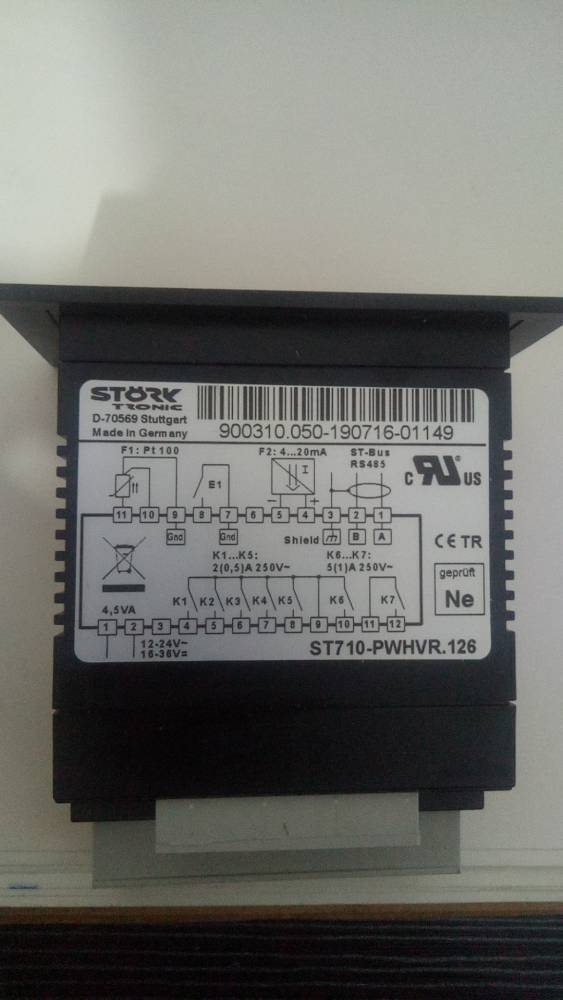 STÖRK
TRONIC
D-70569 Stuttgart
Made in Germany
900310.050-190716-01149
F1: Pt100
E1
F2: 4...20mA
I
ST-Bus
RS485
- +
11 10 9 8 7 6 5 4 3 2 1
Gnd Gnd Shield B A
C RU US
CE TR
geprüft
Ne
K1...K5:
2(0,5)A 250V~
K6...K7:
5(1)A 250V~
4,5VA
K1 K2 K3 K4 K5 K6 K7
1 2 3 4 5 6 7 8 9 10 11 12
12-24V~
16-36V=
ST710-PWHVR.126